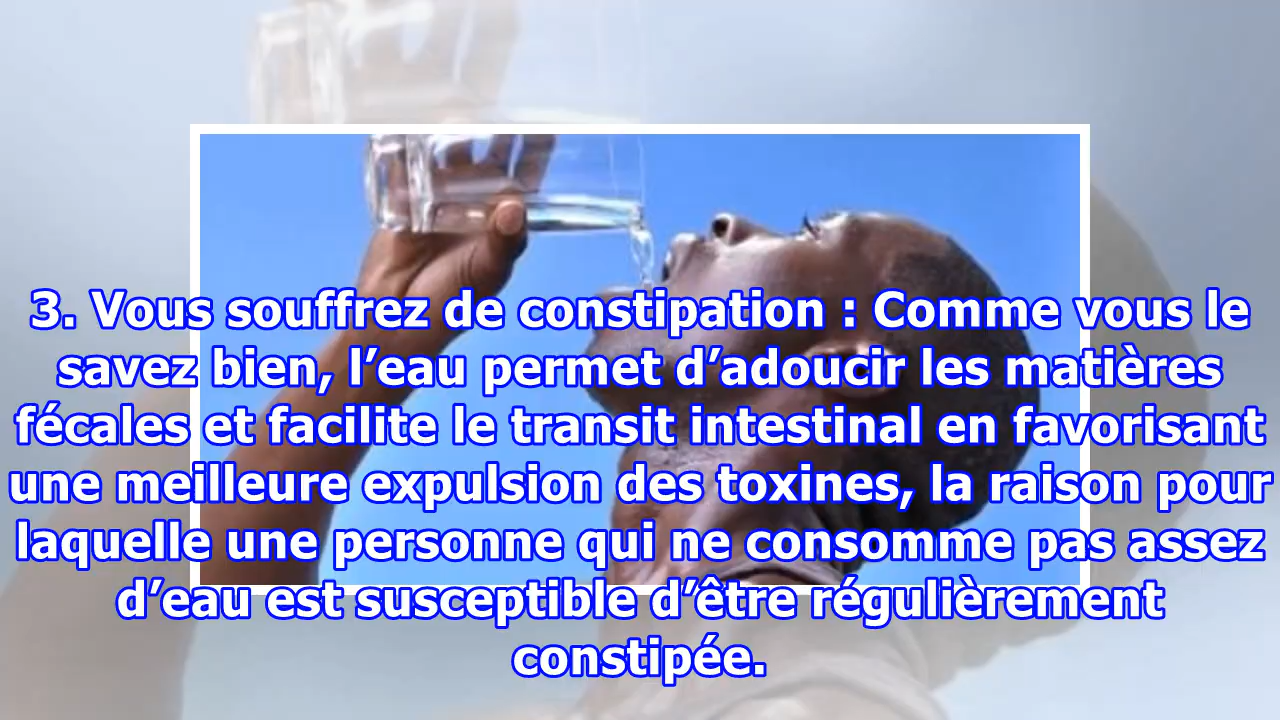 3. Vous souffrez de constipation : Comme vous le
savez bien, l’eau permet d’adoucir les matières
fécales et facilite le transit intestinal en favorisant
une meilleure expulsion des toxines, la raison pour
laquelle une personne qui ne consomme pas assez
d’eau est susceptible d’être régulièrement
constipée.